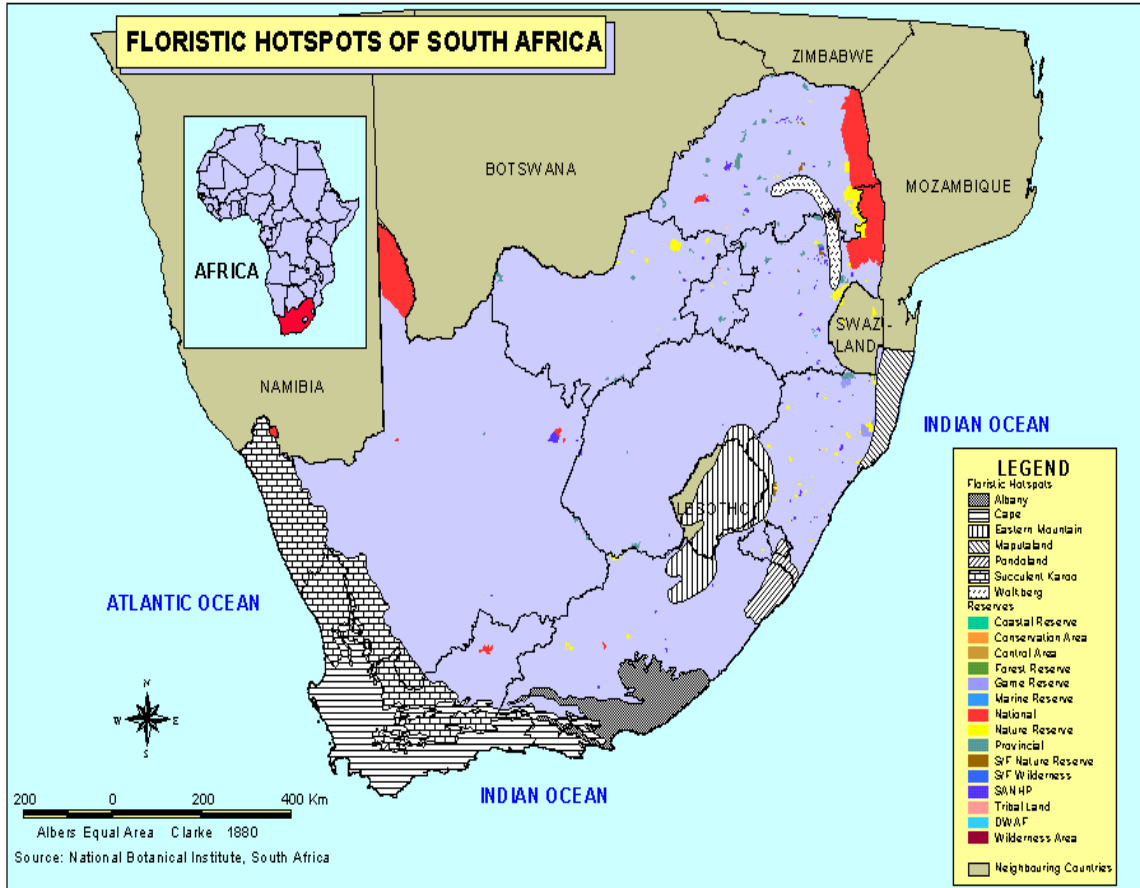 FLORISTIC HOTSPOTS OF SOUTH AFRICA
ZIMBABWE
BOTSWANA
MOZAMBIQUE
AFRICA
SWAZI-
LAND
NAMIBIA
INDIAN OCEAN
LESOTHO
ATLANTIC OCEAN
INDIAN OCEAN
N
W E
S
200 0 200 400 Km
Albers Equal Area Clarke 1880
Source: National Botanical Institute, South Africa
LEGEND
Floristic Hotspots
Albany
Cape
Eastern Mountain
Maputaland
Pondoland
Succulent Karoo
Wolkberg
Reserves
Coastal Reserve
Conservation Area
Control Area
Forest Reserve
Game Reserve
Marine Reserve
National
Nature Reserve
Provincial
S/F Nature Reserve
S/F Wilderness
SANHP
Tribal Land
DWAF
Wilderness Area
Neighbouring Countries